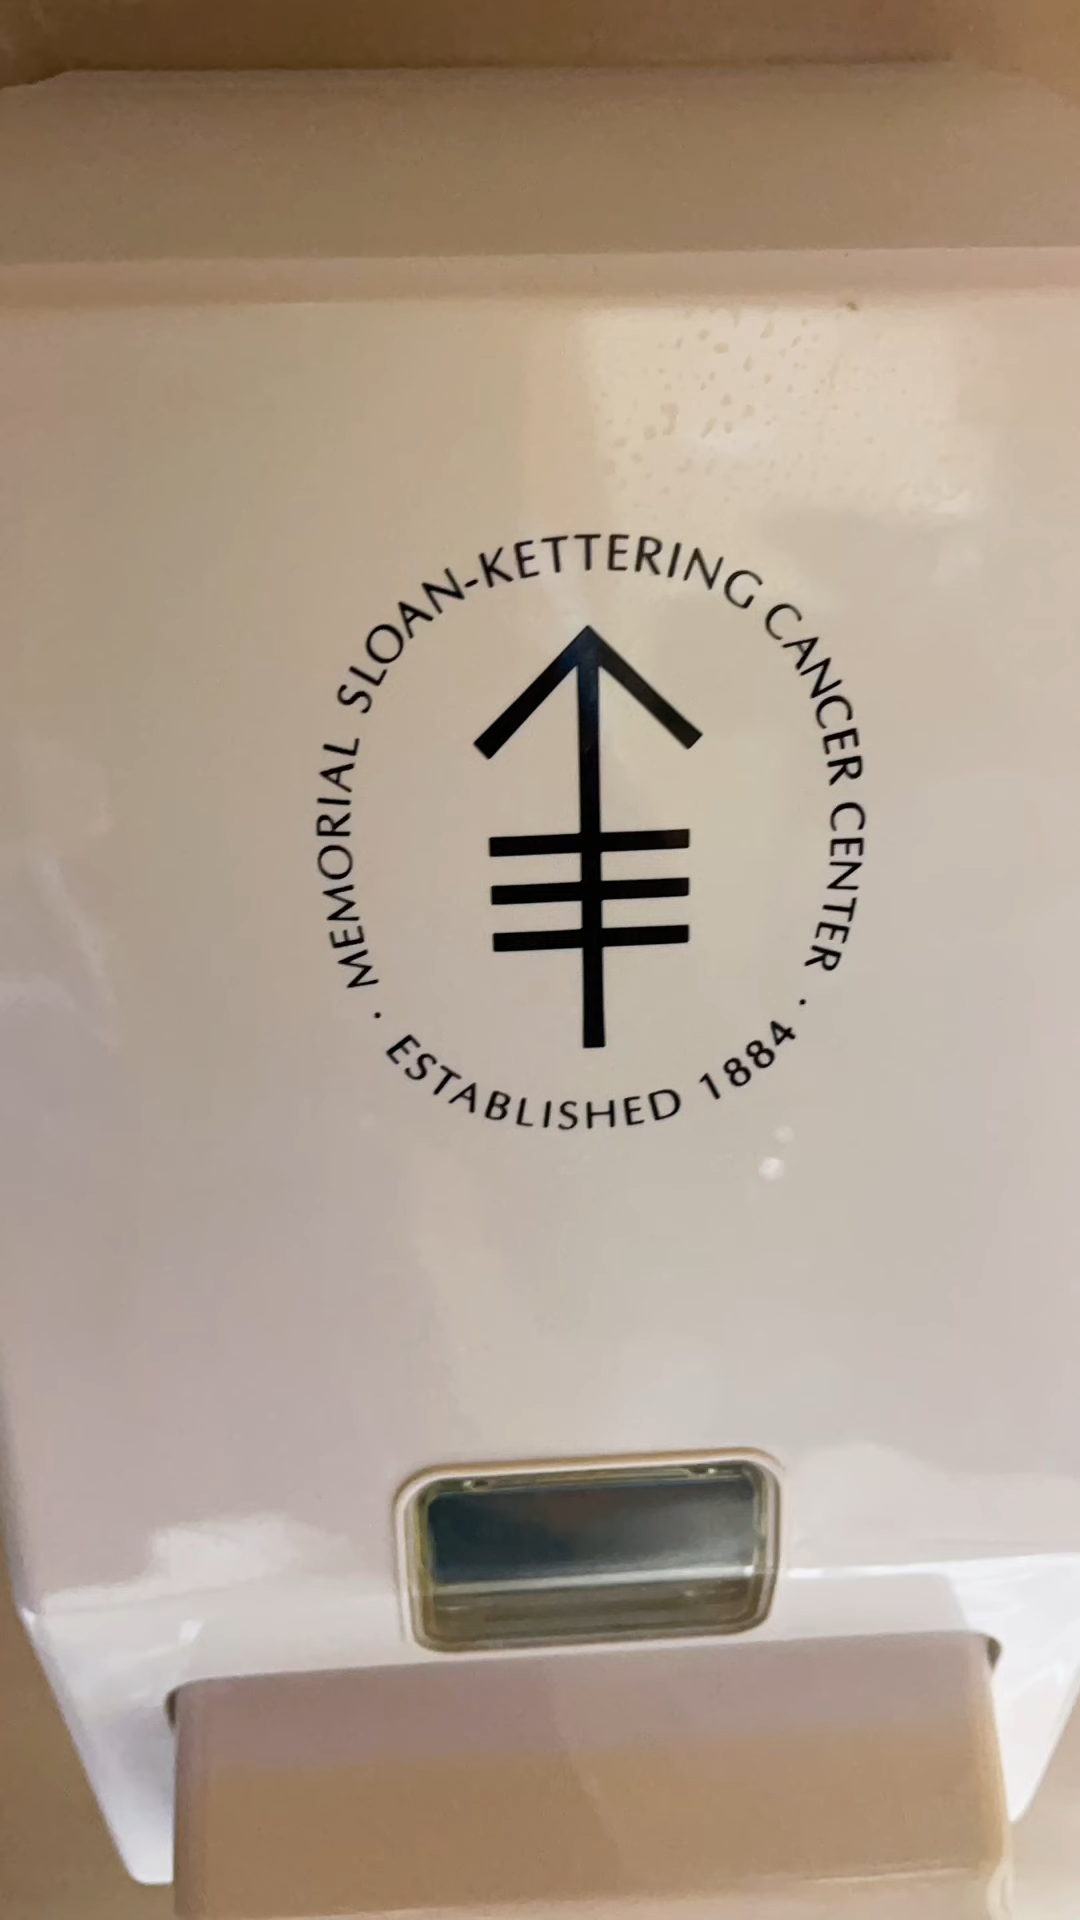 · MEMORIAL SLOAN-KETTERING CANCER CENTER ·
ESTABLISHED 1884